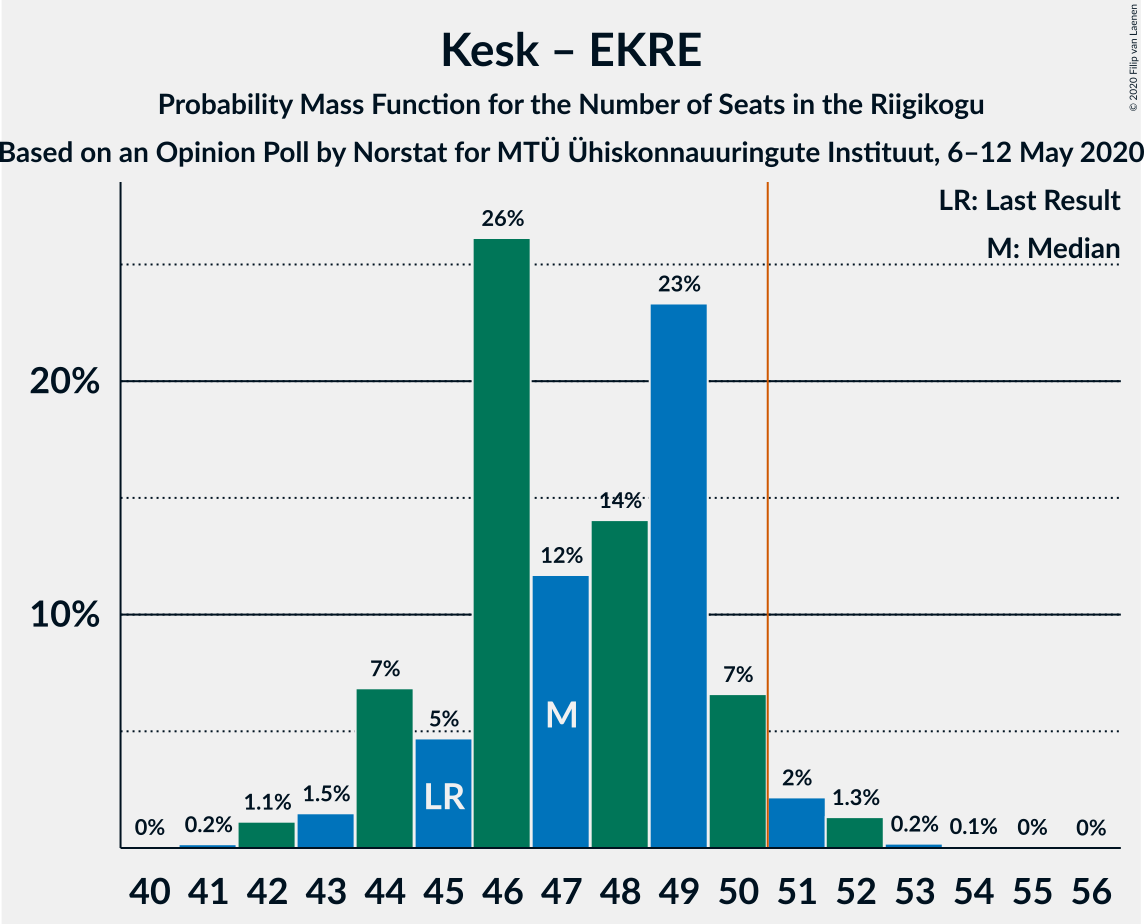 Kesk – EKRE
Probability Mass Function for the Number of Seats in the Riigikogu
Based on an Opinion Poll by Norstat for MTÜ Ühiskonnauuringute Instituut, 6–12 May 2020
© 2020 Filip van Laenen
LR: Last Result
M: Median
20%
10%
0%
0.2%
1.1%
1.5%
7%
5%
26%
12%
14%
23%
7%
2%
1.3%
0.2%
0.1%
0%
0%
LR
M
40 41 42 43 44 45 46 47 48 49 50 51 52 53 54 55 56